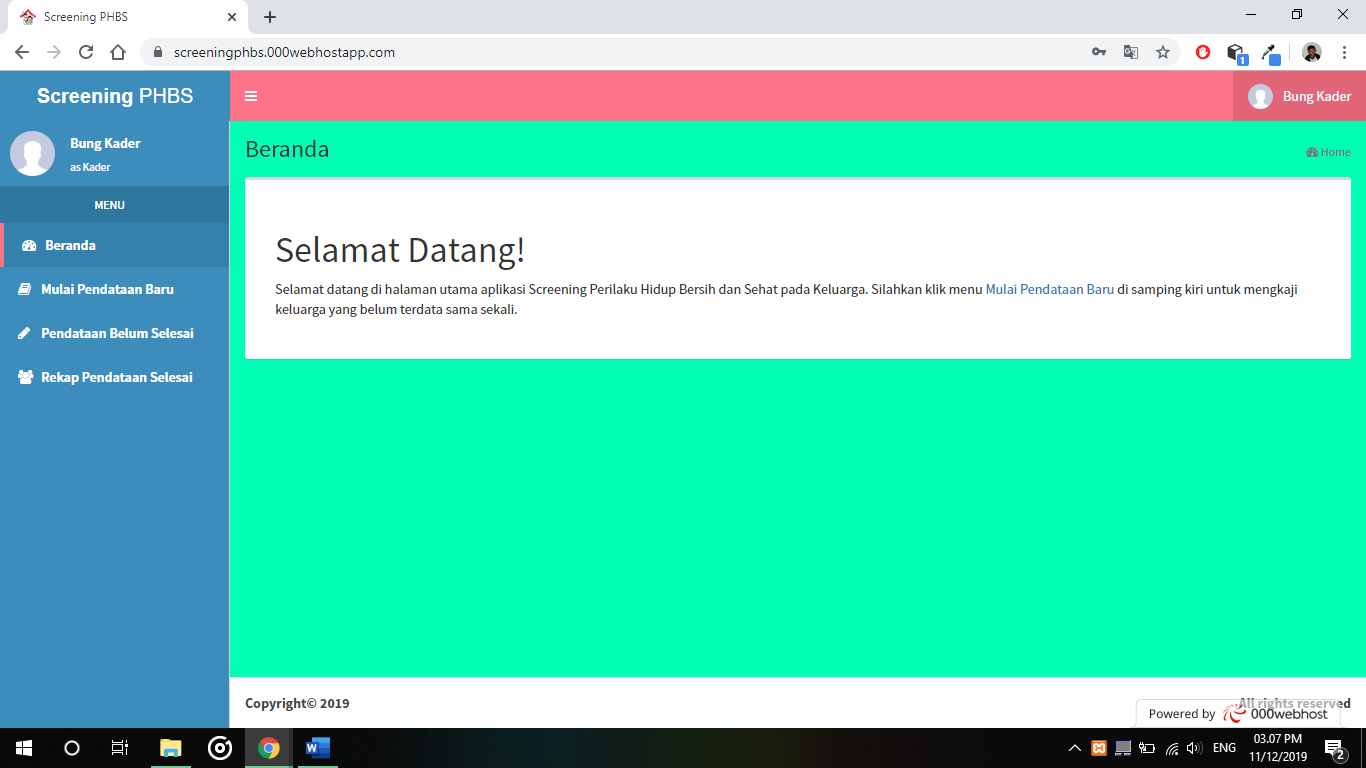 Screening PHBS
screeningphbs.000webhostapp.com
1
Screening PHBS
Bung Kader
Bung Kader
as Kader
MENU
Beranda
Mulai Pendataan Baru
Pendataan Belum Selesai
Rekap Pendataan Selesai
Beranda
Home
Selamat Datang!
Selamat datang di halaman utama aplikasi Screening Perilaku Hidup Bersih dan Sehat pada Keluarga. Silahkan klik menu Mulai Pendataan Baru di samping kiri untuk mengkaji
keluarga yang belum terdata sama sekali.
Copyright© 2019
All rights reserved
Powered by 000webhost
ENG
03.07 PM
11/12/2019
2